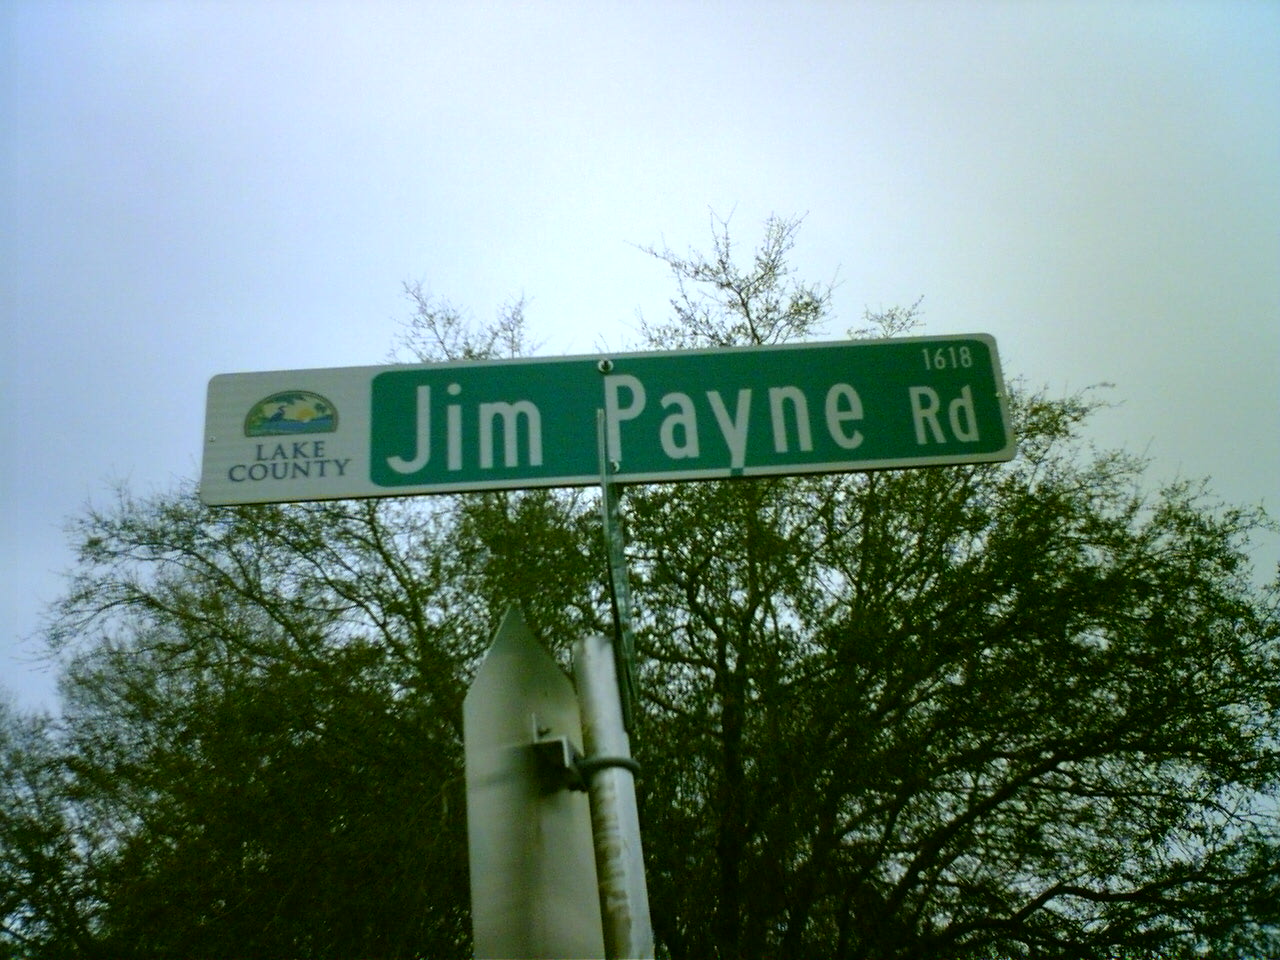 LAKE
COUNTY
1618
Jim Payne Rd